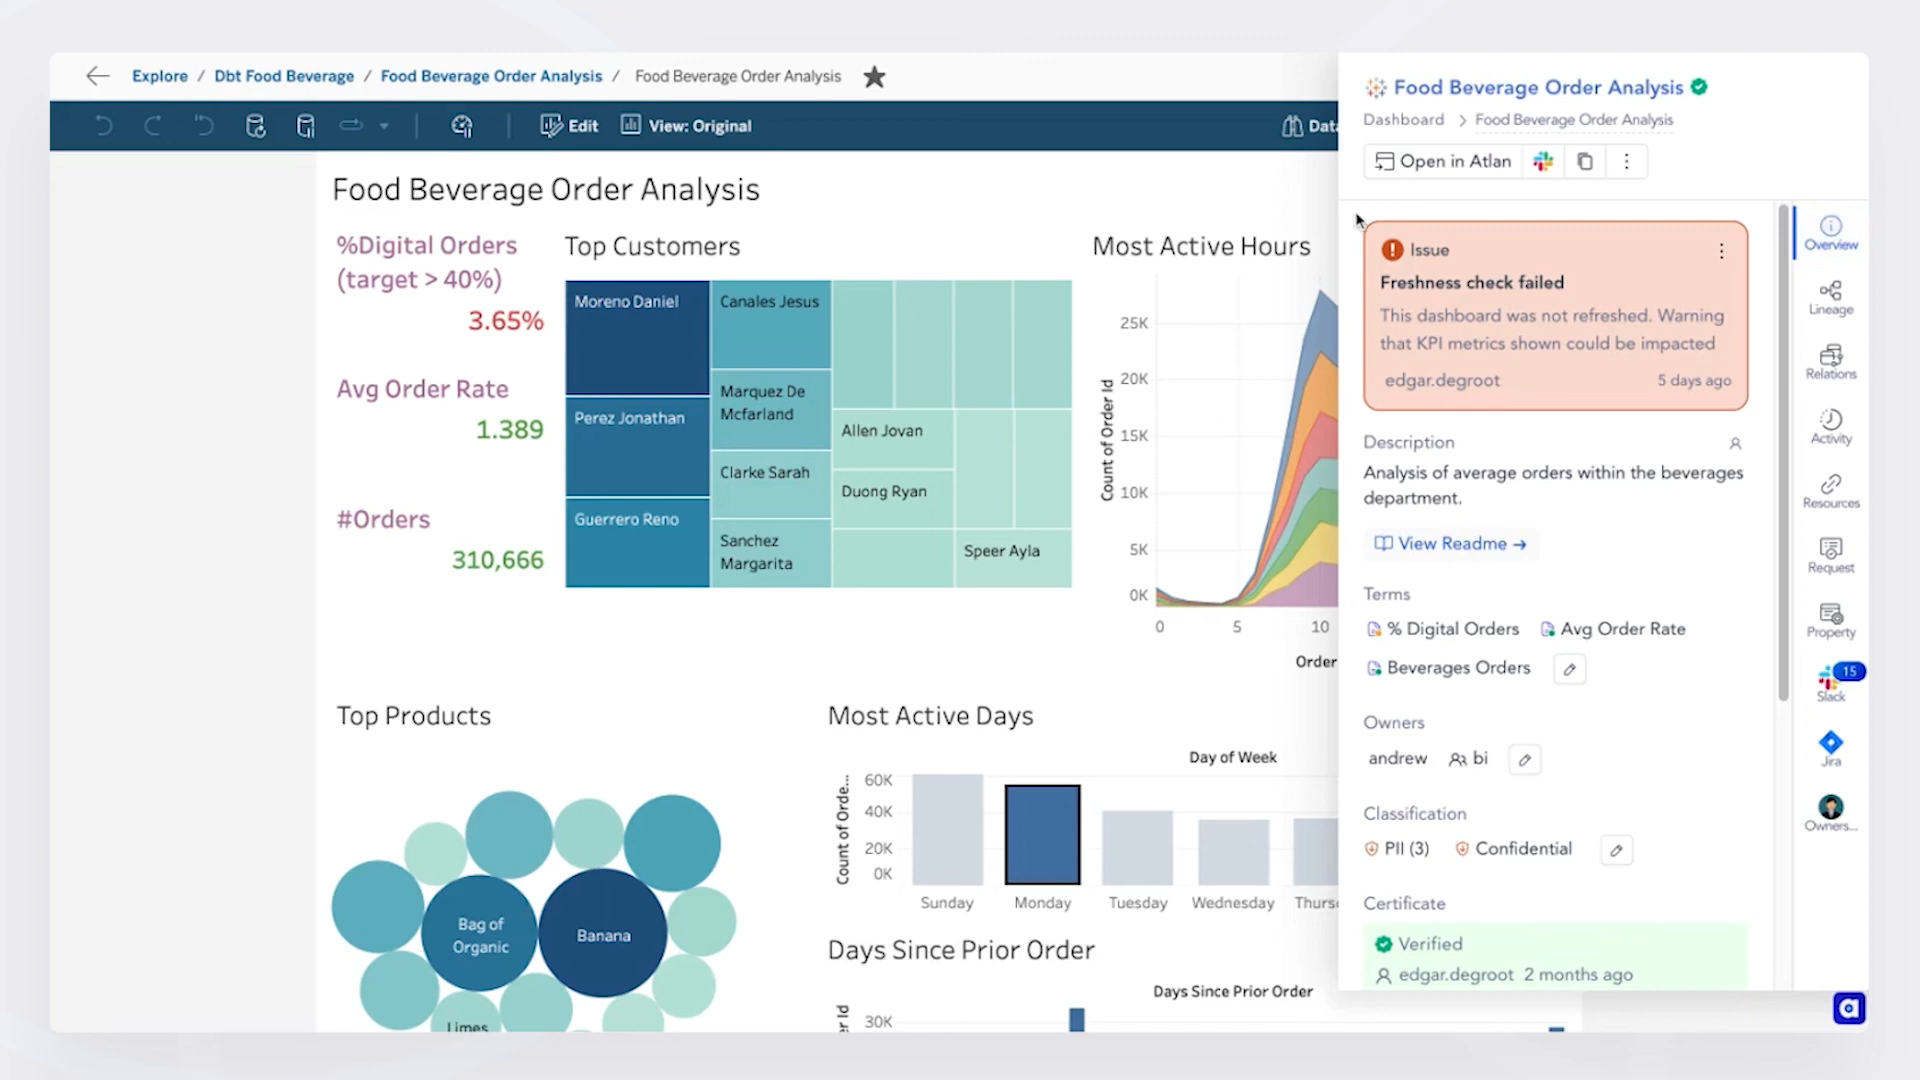 Explore / Dbt Food Beverage / Food Beverage Order Analysis / Food Beverage Order Analysis
Edit
View: Original
Data
Food Beverage Order Analysis
%Digital Orders
(target > 40%)
3.65%
Avg Order Rate
1.389
#Orders
310,666
Top Customers
Moreno Daniel
Perez Jonathan
Guerrero Reno
Canales Jesus
Marquez De
Mcfarland
Clarke Sarah
Sanchez
Margarita
Allen Jovan
Duong Ryan
Speer Ayla
Most Active Hours
Count of Order Id
25K
20K
15K
10K
5K
0K
0
5
10
Order
Top Products
Bag of
Organic
Banana
Limes
Most Active Days
Day of Week
Count of Orde...
60K
40K
20K
0K
Sunday
Monday
Tuesday
Wednesday
Thurs
Days Since Prior Order
Days Since Prior Order
er Id
30K
Food Beverage Order Analysis
Dashboard > Food Beverage Order Analysis
Open in Atlan
Issue
Freshness check failed
This dashboard was not refreshed. Warning
that KPI metrics shown could be impacted
edgar.degroot
5 days ago
Description
Analysis of average orders within the beverages
department.
View Readme →
Terms
% Digital Orders
Avg Order Rate
Beverages Orders
Owners
andrew
bi
Classification
PII (3)
Confidential
Certificate
Verified
edgar.degroot 2 months ago
Overview
Lineage
Relations
Activity
Resources
Request
Property
15
Slack
Jira
Owners...